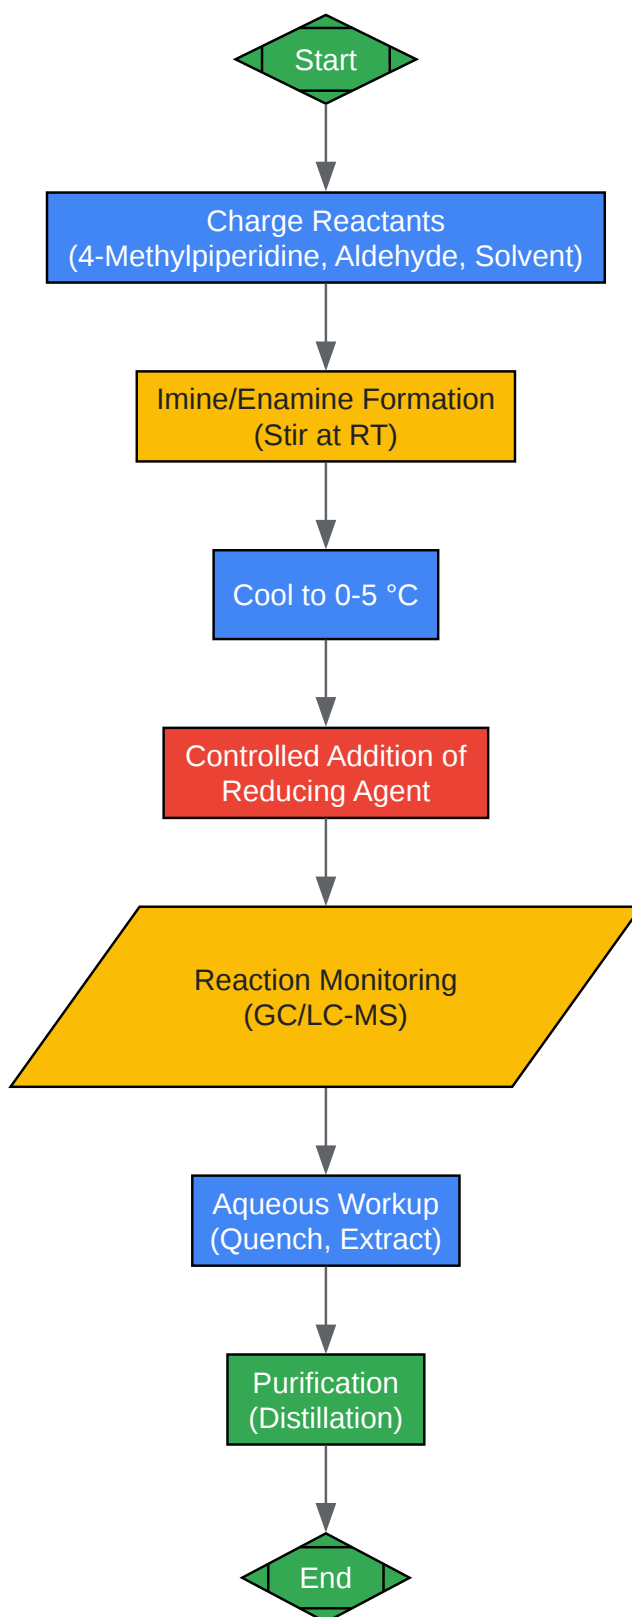 Start
Charge Reactants
(4-Methylpiperidine, Aldehyde, Solvent)
Imine/Enamine Formation
(Stir at RT)
Cool to 0-5 °C
Controlled Addition of
Reducing Agent
Reaction Monitoring
(GC/LC-MS)
Aqueous Workup
(Quench, Extract)
Purification
(Distillation)
End